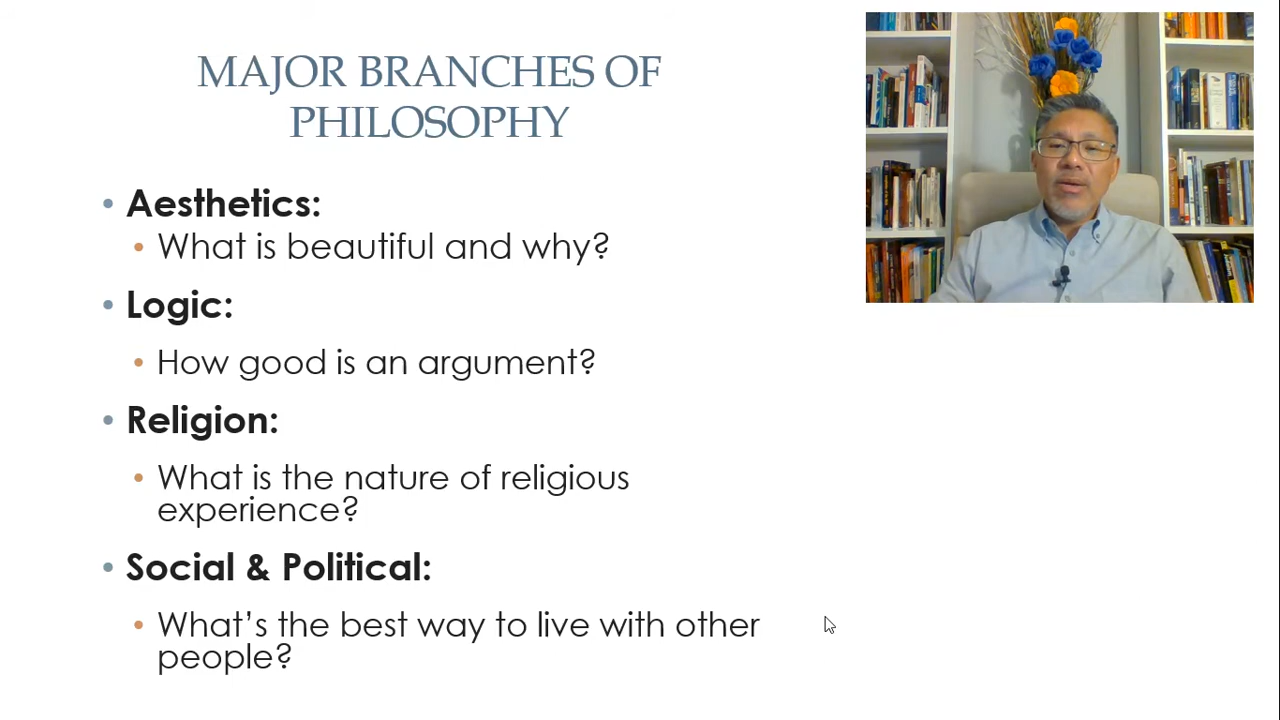 MAJOR BRANCHES OF
PHILOSOPHY
• Aesthetics:
• What is beautiful and why?
• Logic:
• How good is an argument?
• Religion:
• What is the nature of religious
experience?
• Social & Political:
• What's the best way to live with other
people?